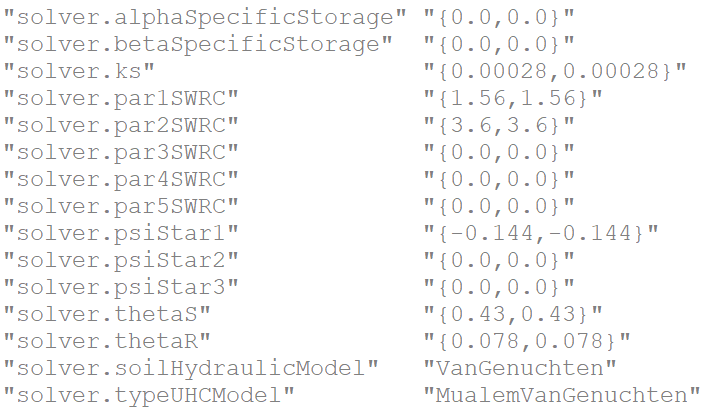 "solver.alphaSpecificStorage" "{0.0,0.0}"
"solver.betaSpecificStorage" "{0.0,0.0}"
"solver.ks" "{0.00028,0.00028}"
"solver.par1SWRC" "{1.56,1.56}"
"solver.par2SWRC" "{3.6,3.6}"
"solver.par3SWRC" "{0.0,0.0}"
"solver.par4SWRC" "{0.0,0.0}"
"solver.par5SWRC" "{0.0,0.0}"
"solver.psiStar1" "{-0.144,-0.144}"
"solver.psiStar2" "{0.0,0.0}"
"solver.psiStar3" "{0.0,0.0}"
"solver.thetaS" "{0.43,0.43}"
"solver.thetaR" "{0.078,0.078}"
"solver.soilHydraulicModel" "VanGenuchten"
"solver.typeUHCModel" "MualemVanGenuchten"